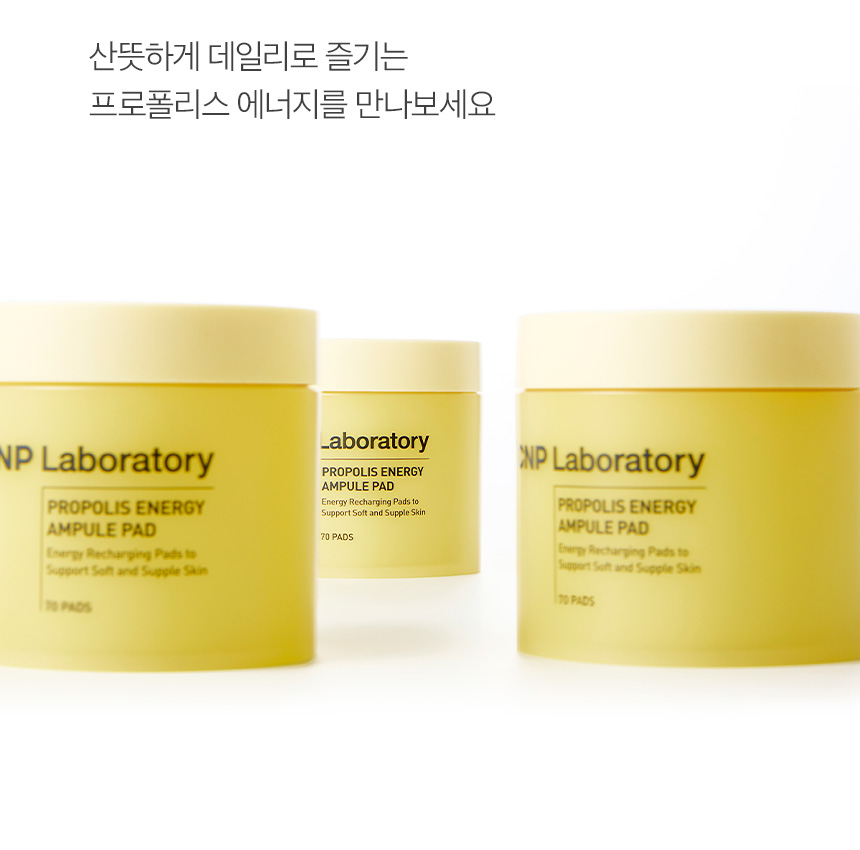 산뜻하게 데일리로 즐기는
프로폴리스 에너지를 만나보세요
NP Laboratory
PROPOLIS ENERGY
AMPULE PAD
Energy Recharging Pads to
Support Soft and Supple Skin
70 PADS
Laboratory
PROPOLIS ENERGY
AMPULE PAD
Energy Recharging Pads to
Support Soft and Supple Skin
70 PADS
CNP Laboratory
PROPOLIS ENERGY
AMPULE PAD
Energy Recharging Pads to
Support Soft and Supple Skin
70 PADS